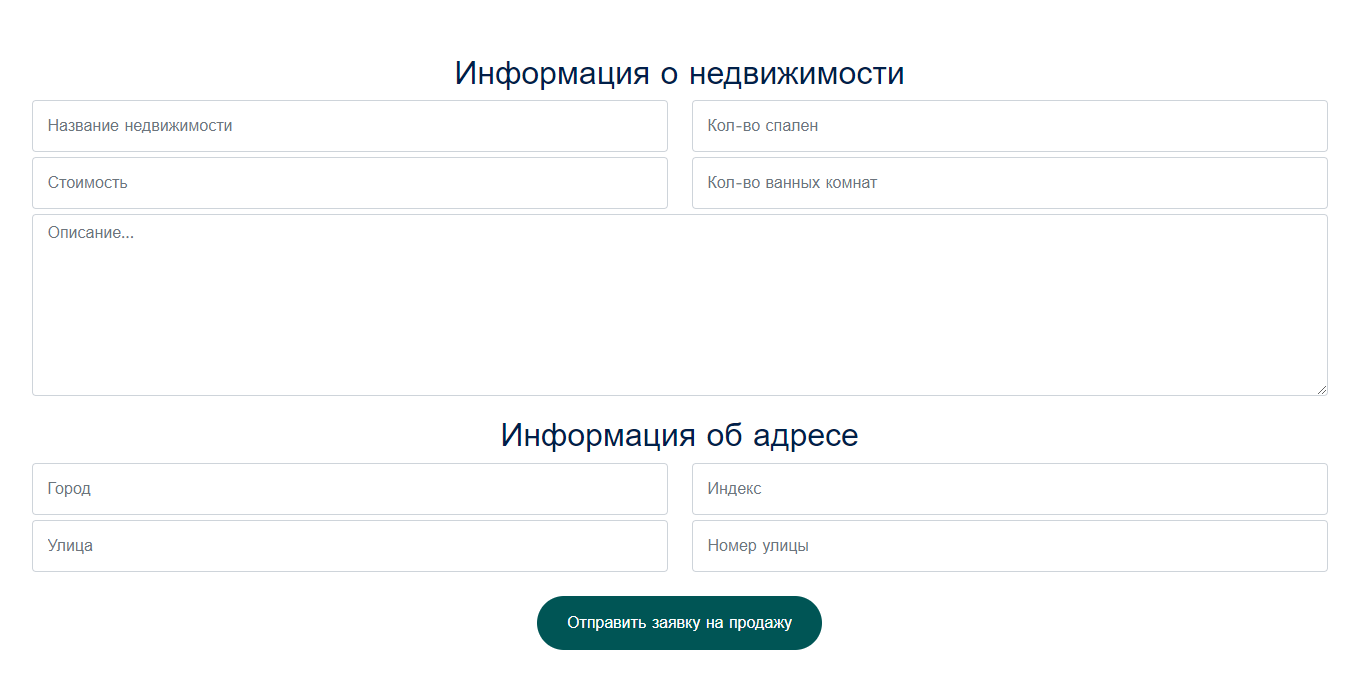 Информация о недвижимости
Название недвижимости
Кол-во спален
Стоимость
Кол-во ванных комнат
Описание...
Информация об адресе
Город
Индекс
Улица
Номер улицы
Отправить заявку на продажу